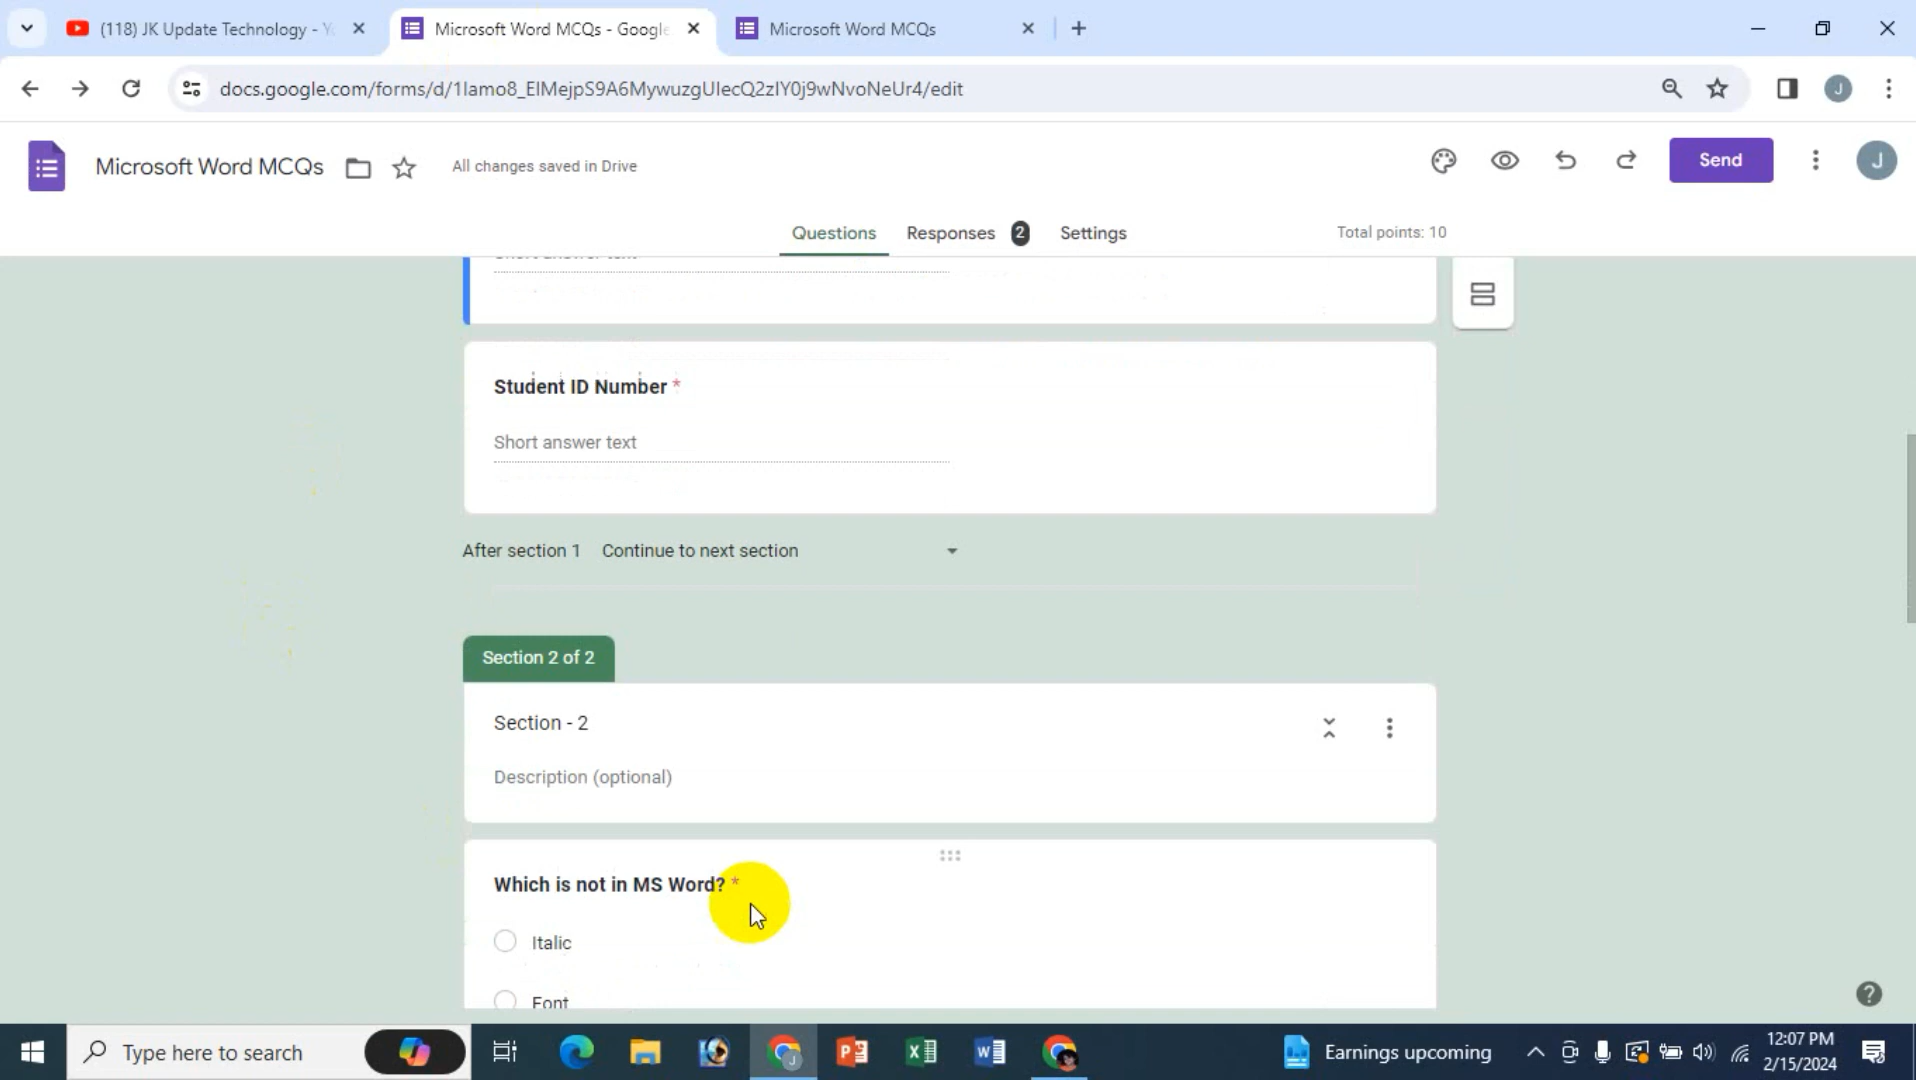 (118) JK Update Technology - Y
Microsoft Word MCQs - Google
Microsoft Word MCQs
docs.google.com/forms/d/1Iamo8_ElMejpS9A6MywuzgUlecQ2zIY0j9wNvoNeUr4/edit
J
Microsoft Word MCQs
All changes saved in Drive
Send
J
Questions
Responses 2
Settings
Total points: 10
Student ID Number *
Short answer text
After section 1 Continue to next section
Section 2 of 2
Section - 2
Description (optional)
Which is not in MS Word? *
Italic
Font
Type here to search
Earnings upcoming
12:07 PM
2/15/2024